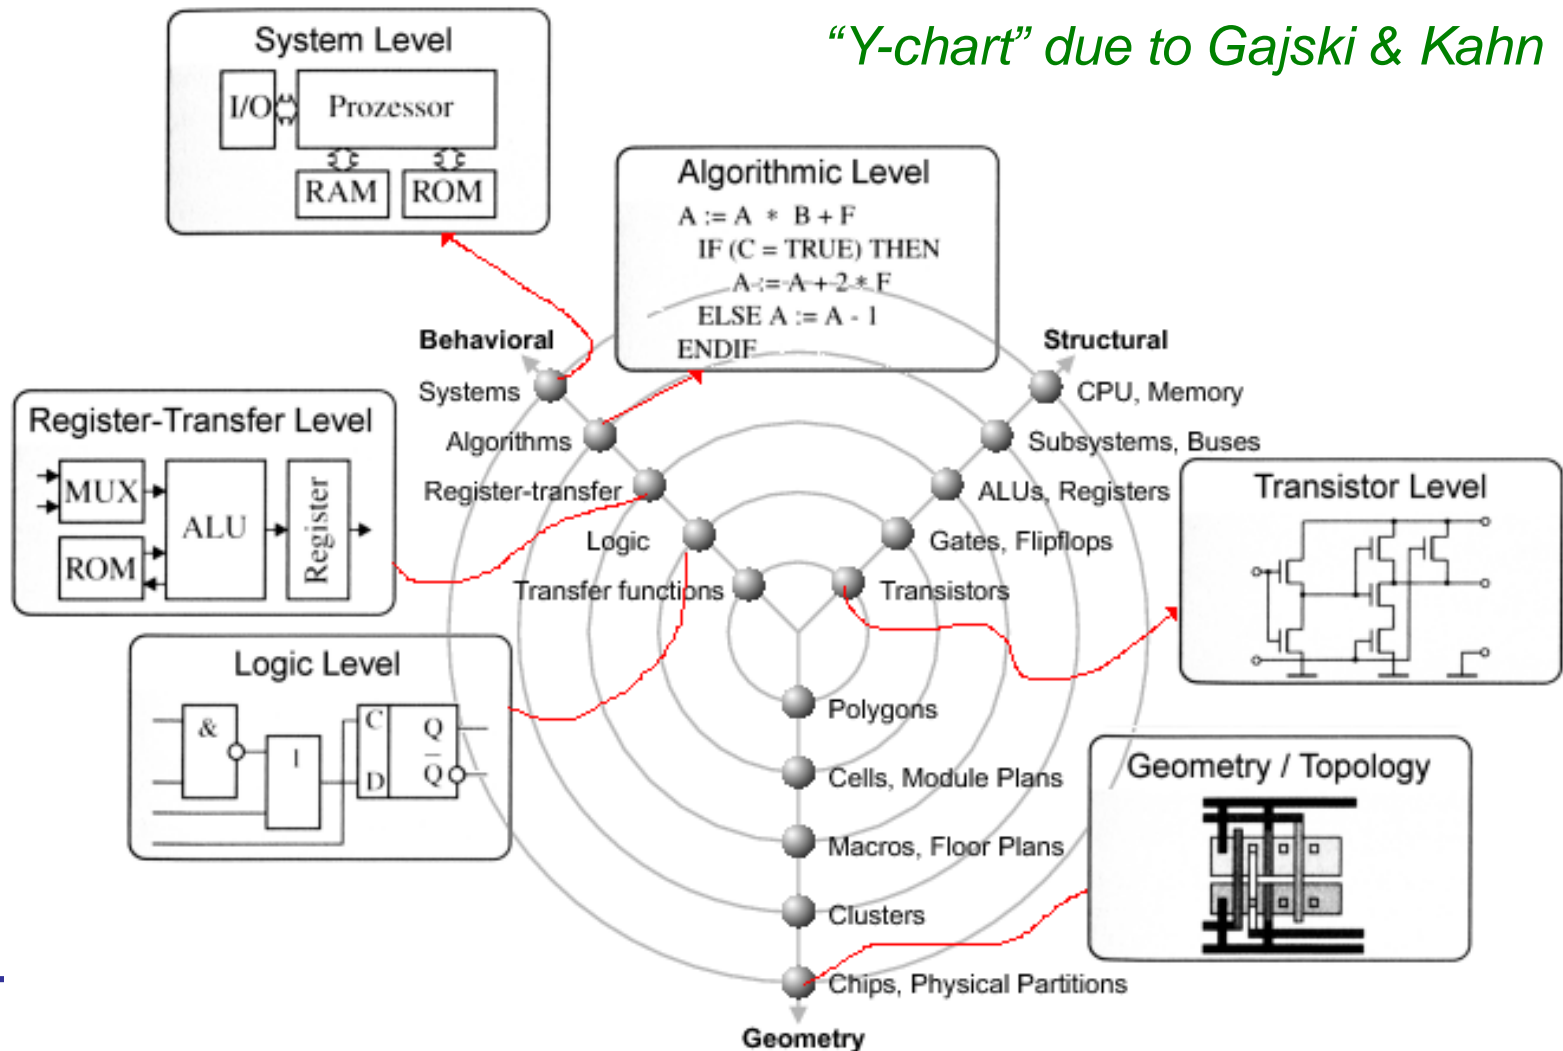 “Y-chart” due to Gajski & Kahn
System Level
I/O
Prozessor
RAM
ROM
Algorithmic Level
A := A * B + F
IF (C = TRUE) THEN
A := A + 2 * F
ELSE A := A - 1
ENDIF
Behavioral
Structural
Systems
CPU, Memory
Algorithms
Subsystems, Buses
Register-transfer
ALUs, Registers
Logic
Gates, Flipflops
Transfer functions
Transistors
Register-Transfer Level
MUX
ALU
ROM
Register
Transistor Level
Logic Level
&
1
C
D
Q
Q̅
Polygons
Cells, Module Plans
Macros, Floor Plans
Clusters
Chips, Physical Partitions
Geometry
Geometry / Topology